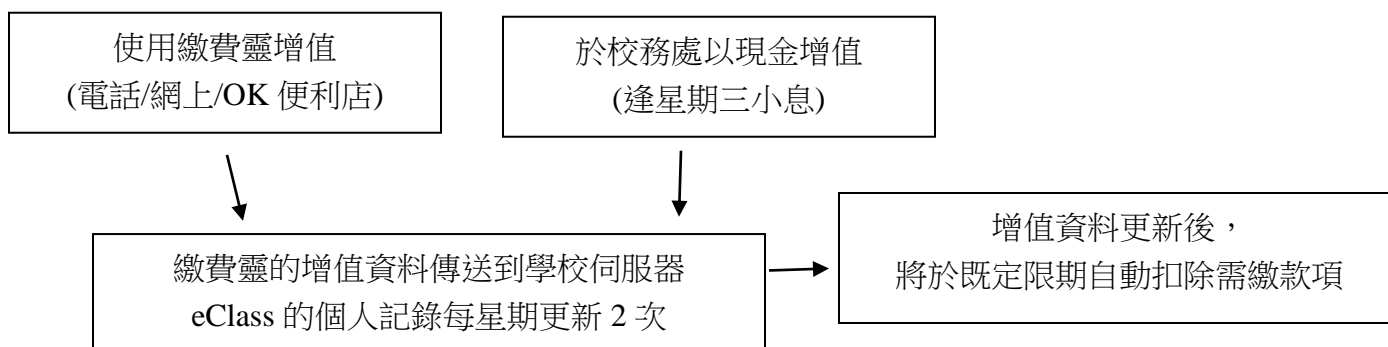 使用繳費靈增值
(電話/網上/OK 便利店)
於校務處以現金增值
(逢星期三小息)
繳費靈的增值資料傳送到學校伺服器
eClass 的個人記錄每星期更新 2 次
增值資料更新後，
將於既定限期自動扣除需繳款項